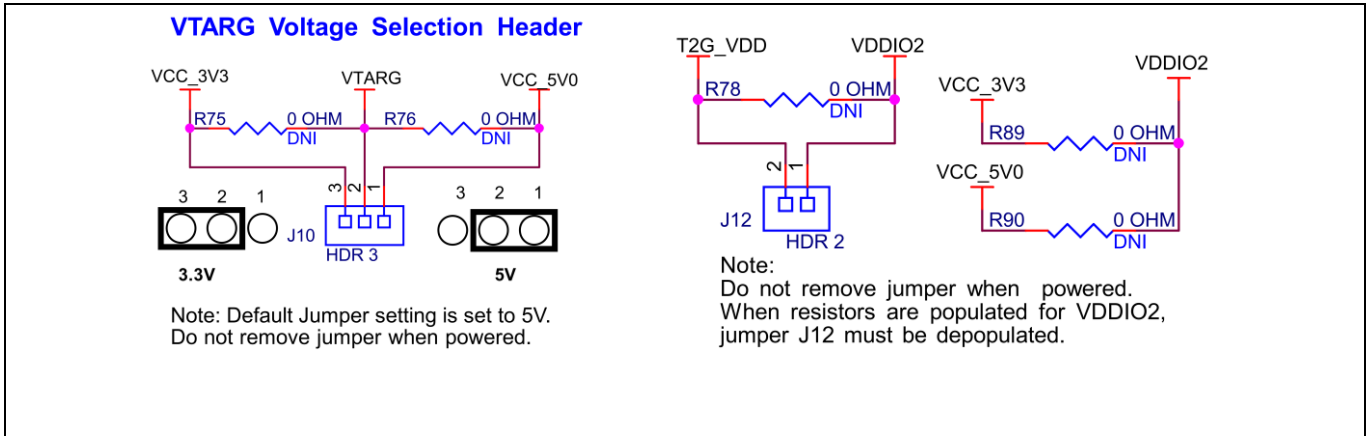 VTARG Voltage Selection Header
VCC_3V3
VTARG
VCC_5V0
R75
0 OHM
DNI
R76
0 OHM
DNI
3
2
1
3
2
1
3.3V
J10
HDR 3
3
2
1
5V
Note: Default Jumper setting is set to 5V.
Do not remove jumper when powered.
T2G_VDD
VDDIO2
R78
0 OHM
DNI
2
1
J12
HDR 2
VCC_3V3
VDDIO2
R89
0 OHM
DNI
VCC_5V0
R90
0 OHM
DNI
Note:
Do not remove jumper when powered.
When resistors are populated for VDDIO2,
jumper J12 must be depopulated.